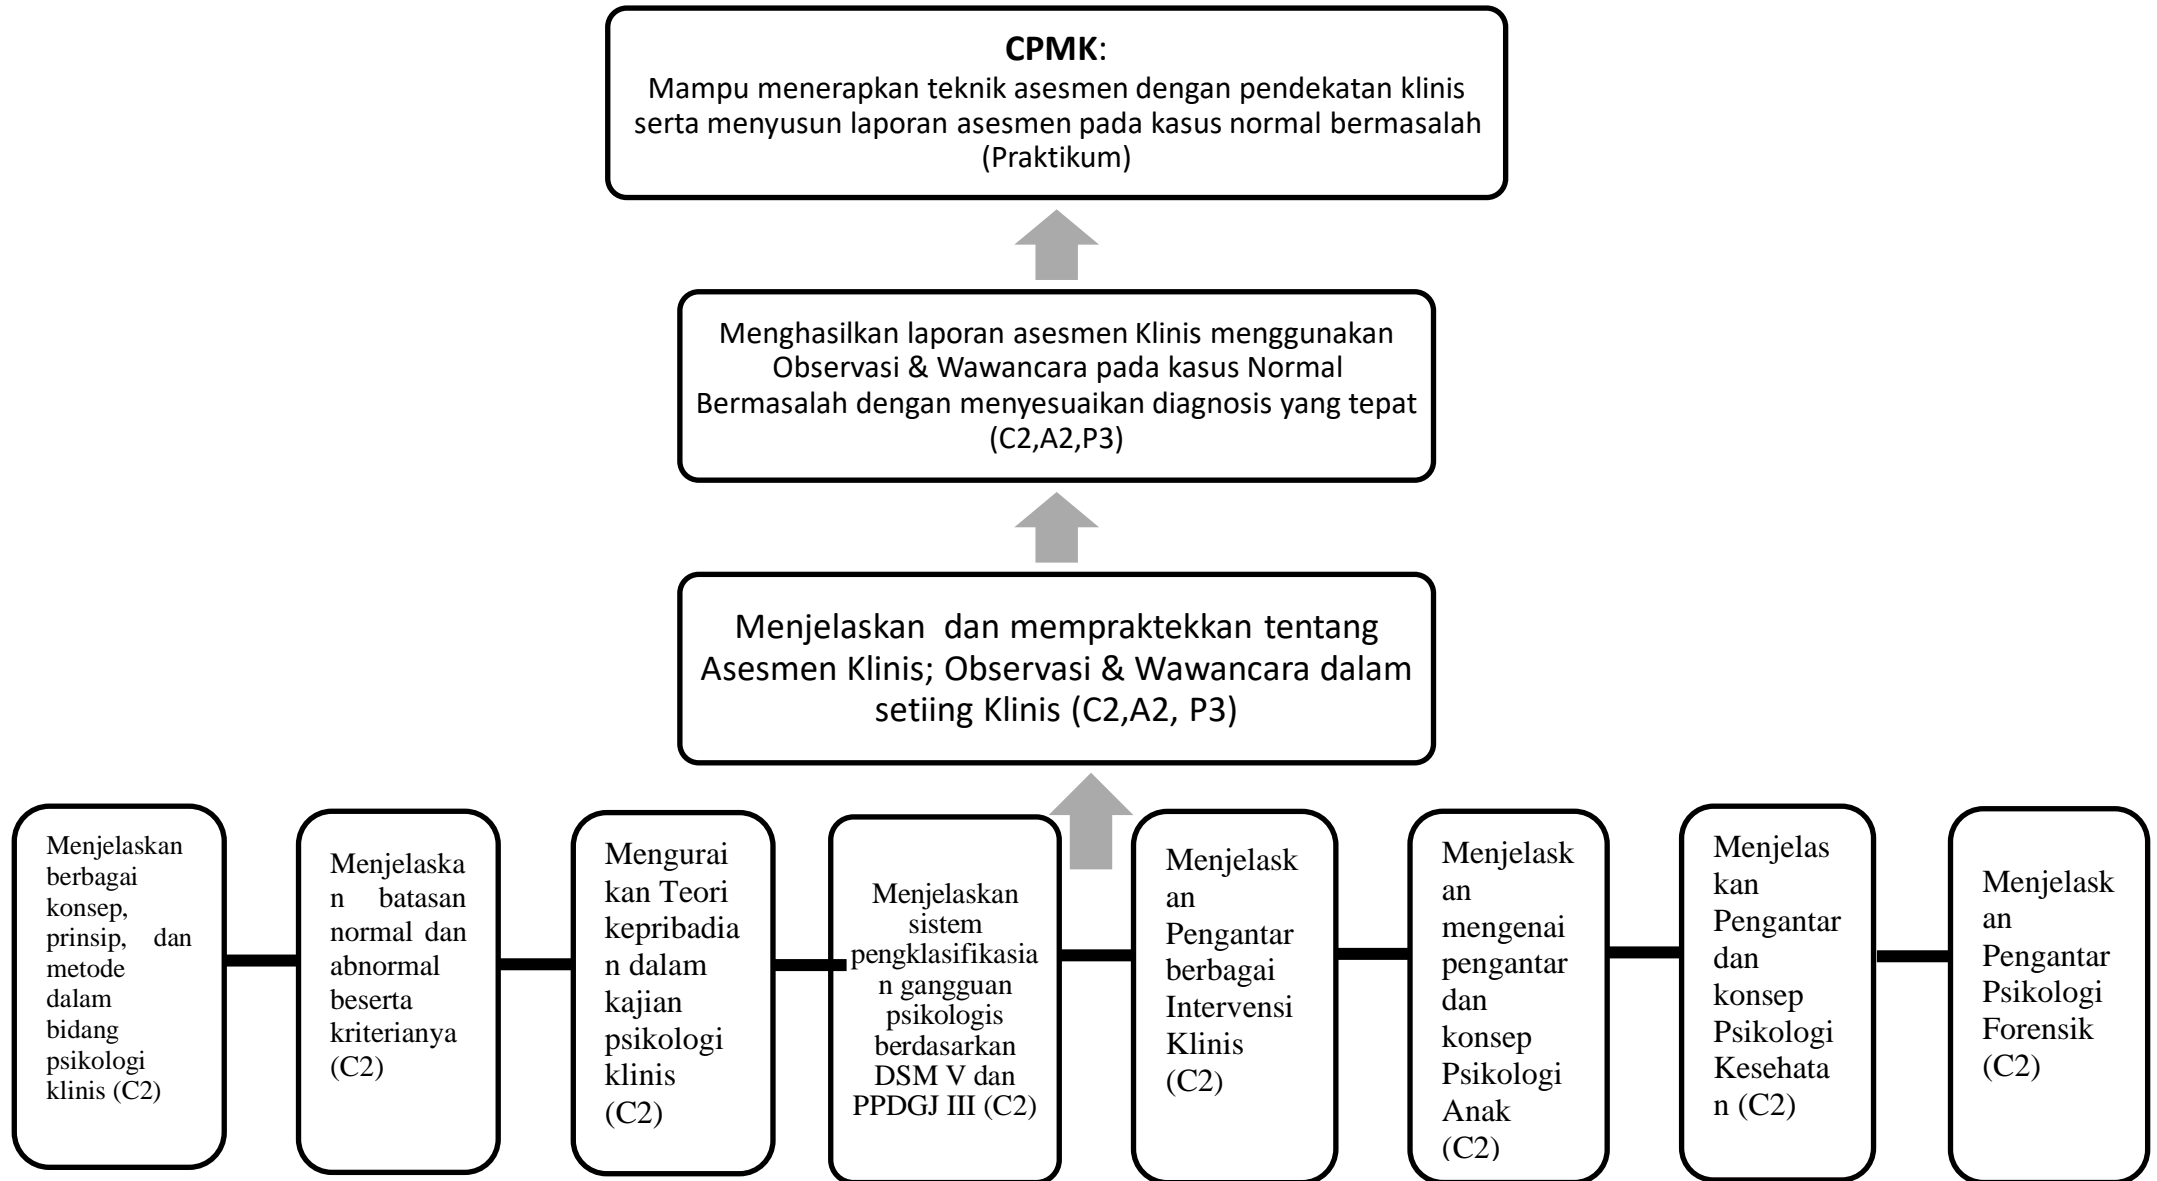 CPMK:
Mampu menerapkan teknik asesmen dengan pendekatan klinis
serta menyusun laporan asesmen pada kasus normal bermasalah
(Praktikum)
Menghasilkan laporan asesmen Klinis menggunakan
Observasi & Wawancara pada kasus Normal
Bermasalah dengan menyesuaikan diagnosis yang tepat
(C2,A2,P3)
Menjelaskan dan mempraktekkan tentang
Asesmen Klinis; Observasi & Wawancara dalam
setiing Klinis (C2,A2, P3)
Menjelaskan
berbagai
konsep,
prinsip, dan
metode
dalam
bidang
psikologi
klinis (C2)
Menjelaska
n batasan
normal dan
abnormal
beserta
kriterianya
(C2)
Mengurai
kan Teori
kepribadia
n dalam
kajian
psikologi
klinis
(C2)
Menjelaskan
sistem
pengklasifikasia
n gangguan
psikologis
berdasarkan
DSM V dan
PPDGJ III (C2)
Menjelask
an
Pengantar
berbagai
Intervensi
Klinis
(C2)
Menjelask
an
mengenai
pengantar
dan
konsep
Psikologi
Anak
(C2)
Menjelas
kan
Pengantar
dan
konsep
Psikologi
Kesehata
n (C2)
Menjelask
an
Pengantar
Psikologi
Forensik
(C2)